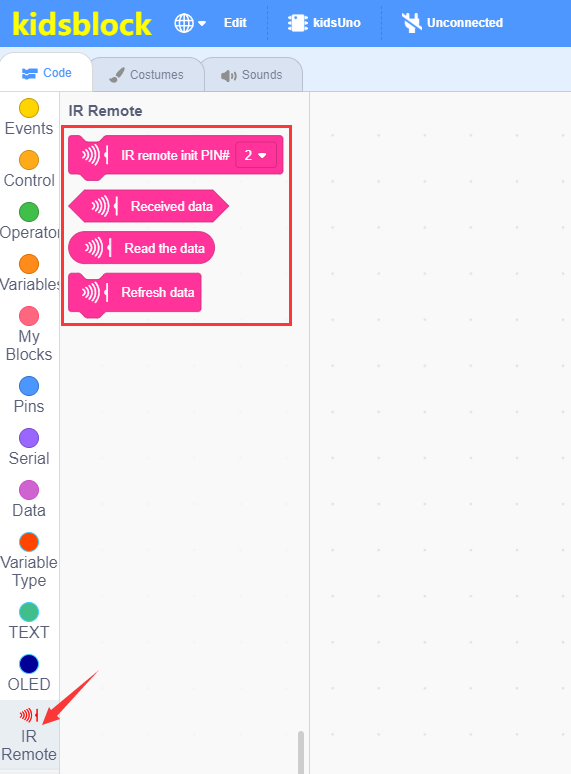 kidsblock
Edit
kidsUno
Unconnected
Code
Costumes
Sounds
Events
Control
Operator
Variables
My
Blocks
Pins
Serial
Data
Variable
Type
TEXT
OLED
IR
Remote
IR Remote
IR remote init PIN# 2
Received data
Read the data
Refresh data